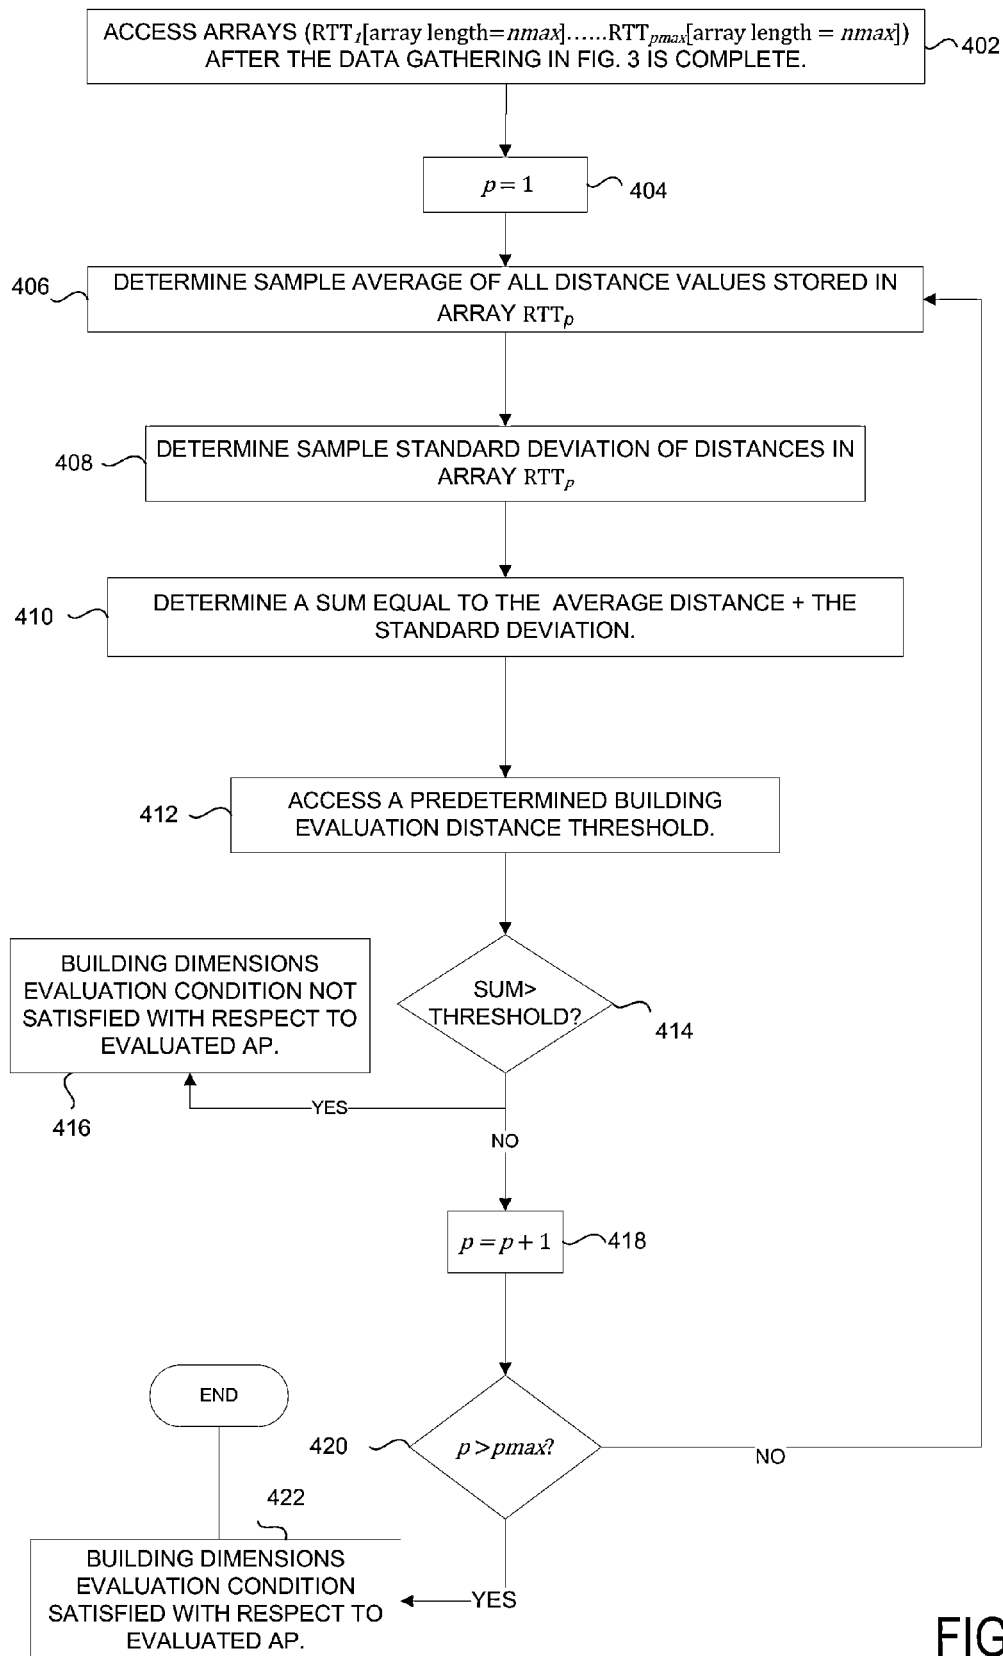 ACCESS ARRAYS (RTT1[array length=nmax]......RTTpmax[array length = nmax])
AFTER THE DATA GATHERING IN FIG. 3 IS COMPLETE.
402
p = 1
404
406
DETERMINE SAMPLE AVERAGE OF ALL DISTANCE VALUES STORED IN
ARRAY RTTp
408
DETERMINE SAMPLE STANDARD DEVIATION OF DISTANCES IN
ARRAY RTTp
410
DETERMINE A SUM EQUAL TO THE AVERAGE DISTANCE + THE
STANDARD DEVIATION.
412
ACCESS A PREDETERMINED BUILDING
EVALUATION DISTANCE THRESHOLD.
BUILDING DIMENSIONS
EVALUATION CONDITION NOT
SATISFIED WITH RESPECT TO
EVALUATED AP.
416
SUM>
THRESHOLD?
414
YES
NO
p = p + 1
418
END
420
p > pmax?
NO
422
BUILDING DIMENSIONS
EVALUATION CONDITION
SATISFIED WITH RESPECT TO
EVALUATED AP.
YES
FIG